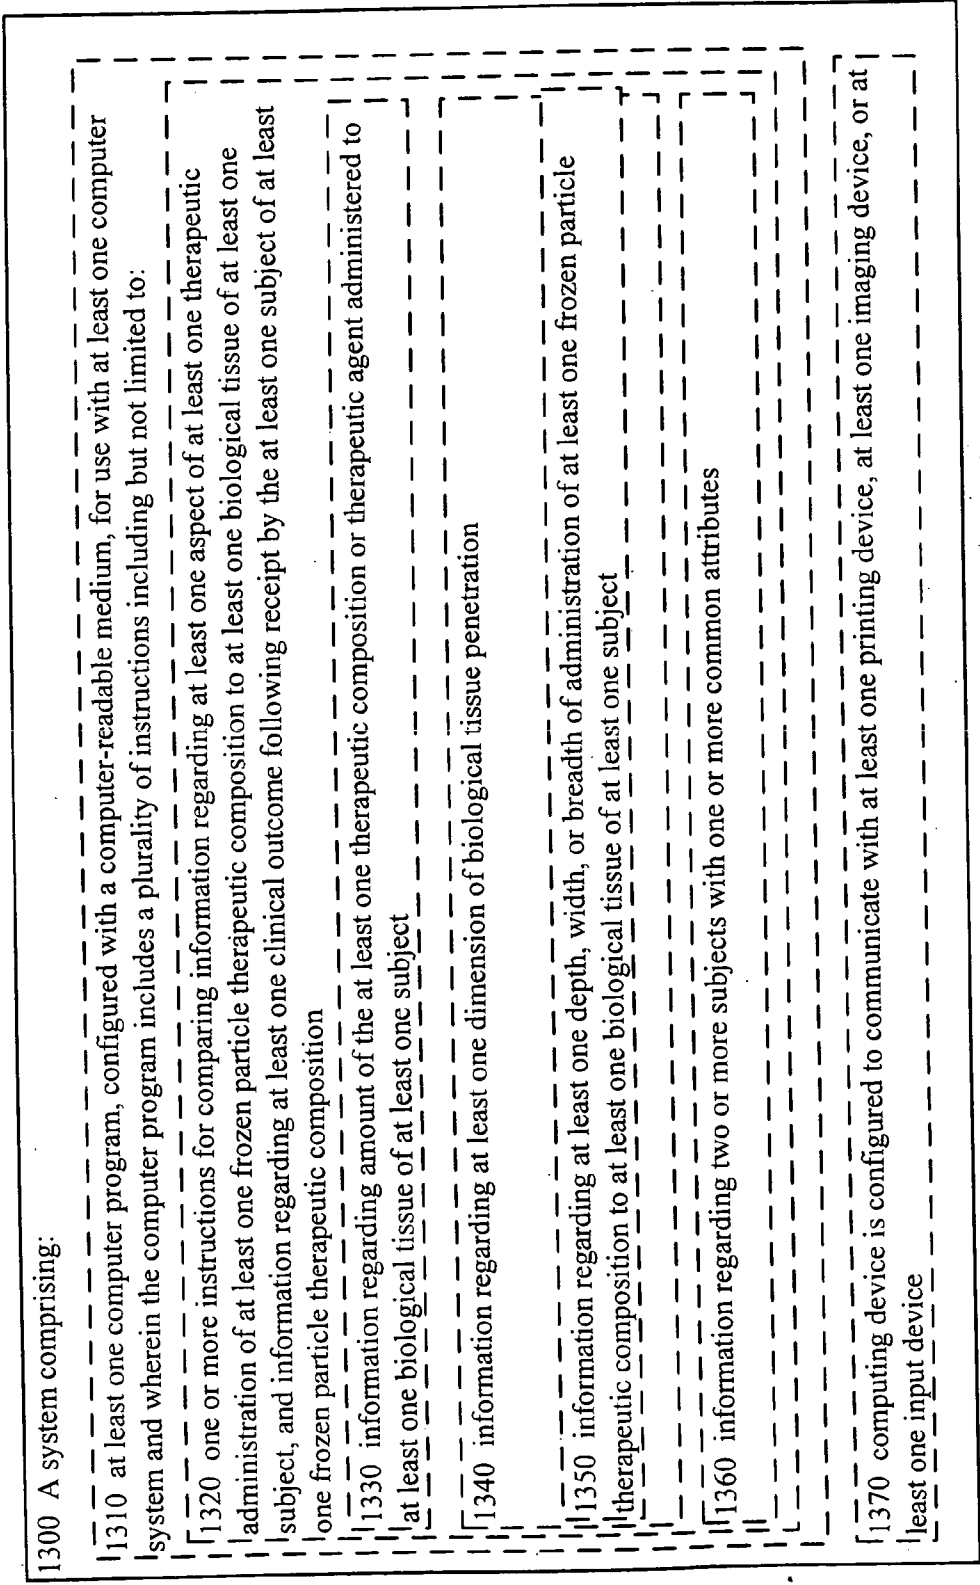 1300 A system comprising:
1310 at least one computer program, configured with a computer-readable medium, for use with at least one computer
system and wherein the computer program includes a plurality of instructions including but not limited to:
1320 one or more instructions for comparing information regarding at least one aspect of at least one therapeutic
administration of at least one frozen particle therapeutic composition to at least one biological tissue of at least one
subject, and information regarding at least one clinical outcome following receipt by the at least one subject of at least
one frozen particle therapeutic composition
1330 information regarding amount of the at least one therapeutic composition or therapeutic agent administered to
at least one biological tissue of at least one subject
1340 information regarding at least one dimension of biological tissue penetration
1350 information regarding at least one depth, width, or breadth of administration of at least one frozen particle
therapeutic composition to at least one biological tissue of at least one subject
1360 information regarding two or more subjects with one or more common attributes
1370 computing device is configured to communicate with at least one printing device, at least one imaging device, or at
least one input device